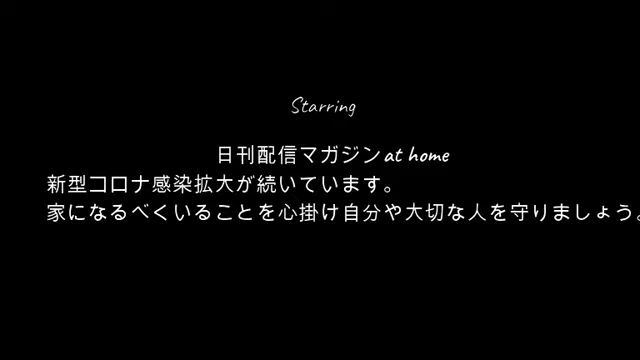 Starring
日刊配信マガジンat home
新型コロナ感染拡大が続いています。
家になるべくいることを心掛け自分や大切な人を守りましょう。